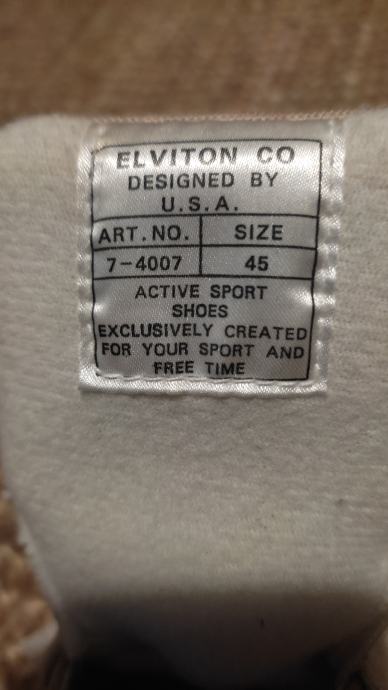 ELVITON CO
DESIGNED BY
U.S.A.
ART.NO. SIZE
7-4007 45
ACTIVE SPORT
SHOES
EXCLUSIVELY CREATED
FOR YOUR SPORT AND
FREE TIME